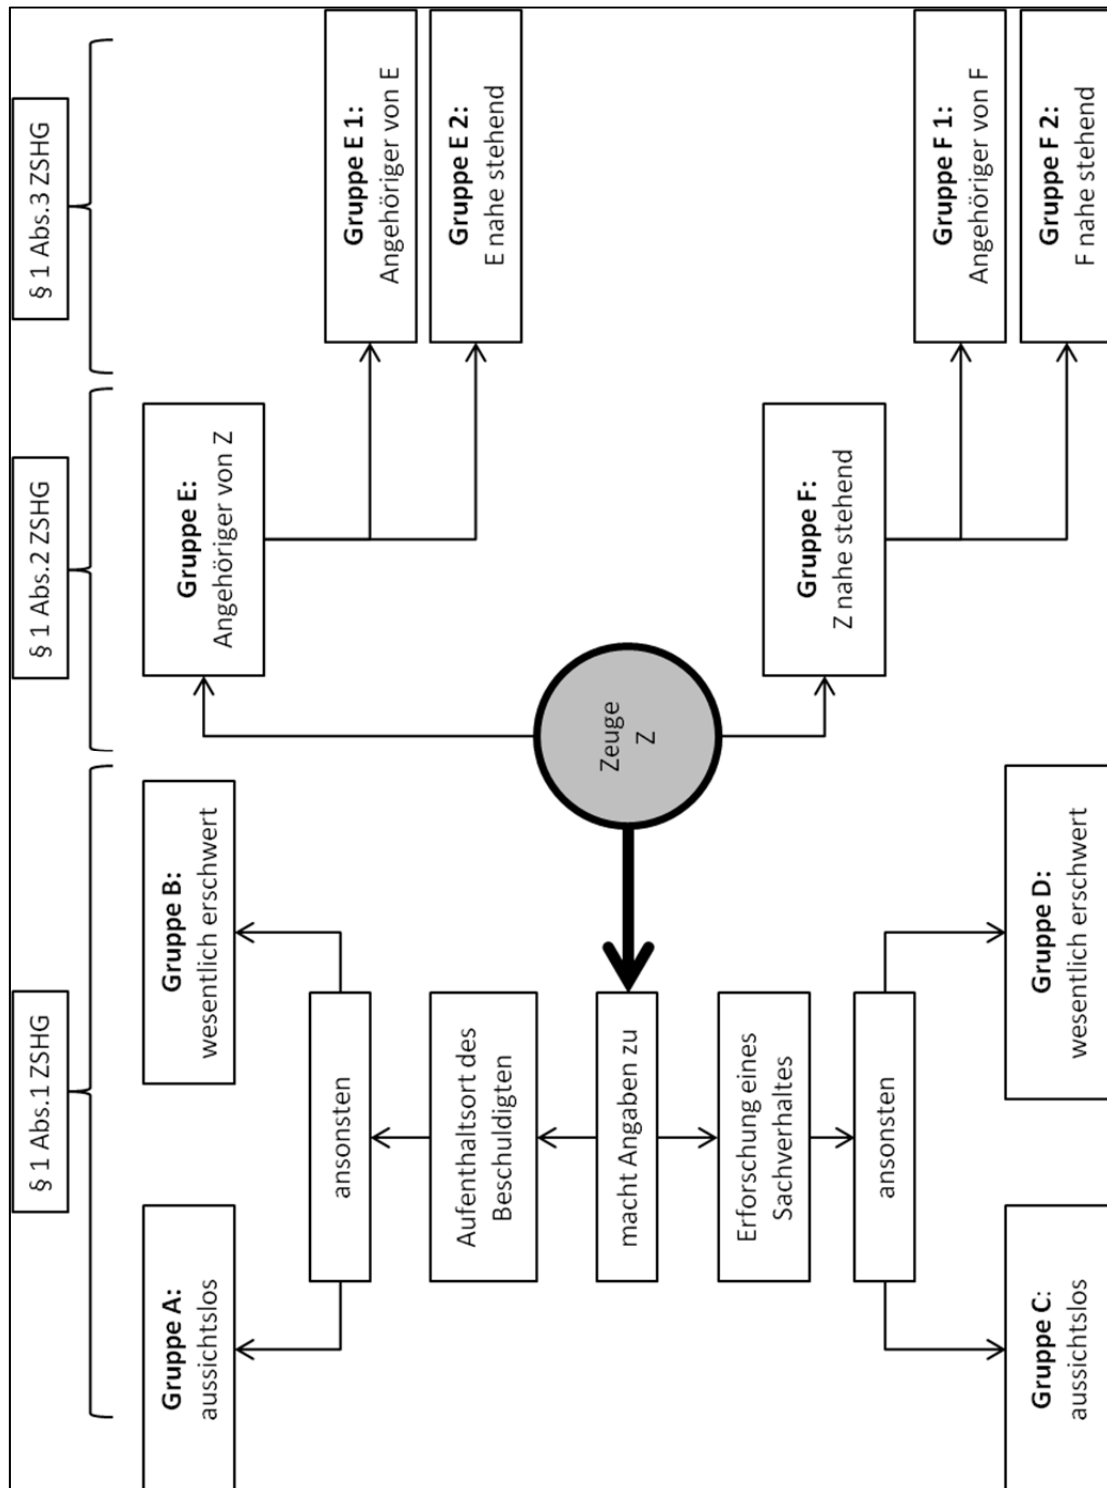 § 1 Abs.1 ZSHG
§ 1 Abs.2 ZSHG
§ 1 Abs.3 ZSHG
Gruppe A:
aussichtslos
Gruppe B:
wesentlich erschwert
Gruppe E:
Angehöriger von Z
ansonsten
Gruppe E 1:
Angehöriger von E
Aufenthaltsort des
Beschuldigten
Gruppe E 2:
E nahe stehend
macht Angaben zu
Zeuge
Z
Erforschung eines
Sachverhaltes
Gruppe F:
Z nahe stehend
ansonsten
Gruppe F 1:
Angehöriger von F
Gruppe C:
aussichtslos
Gruppe D:
wesentlich erschwert
Gruppe F 2:
F nahe stehend